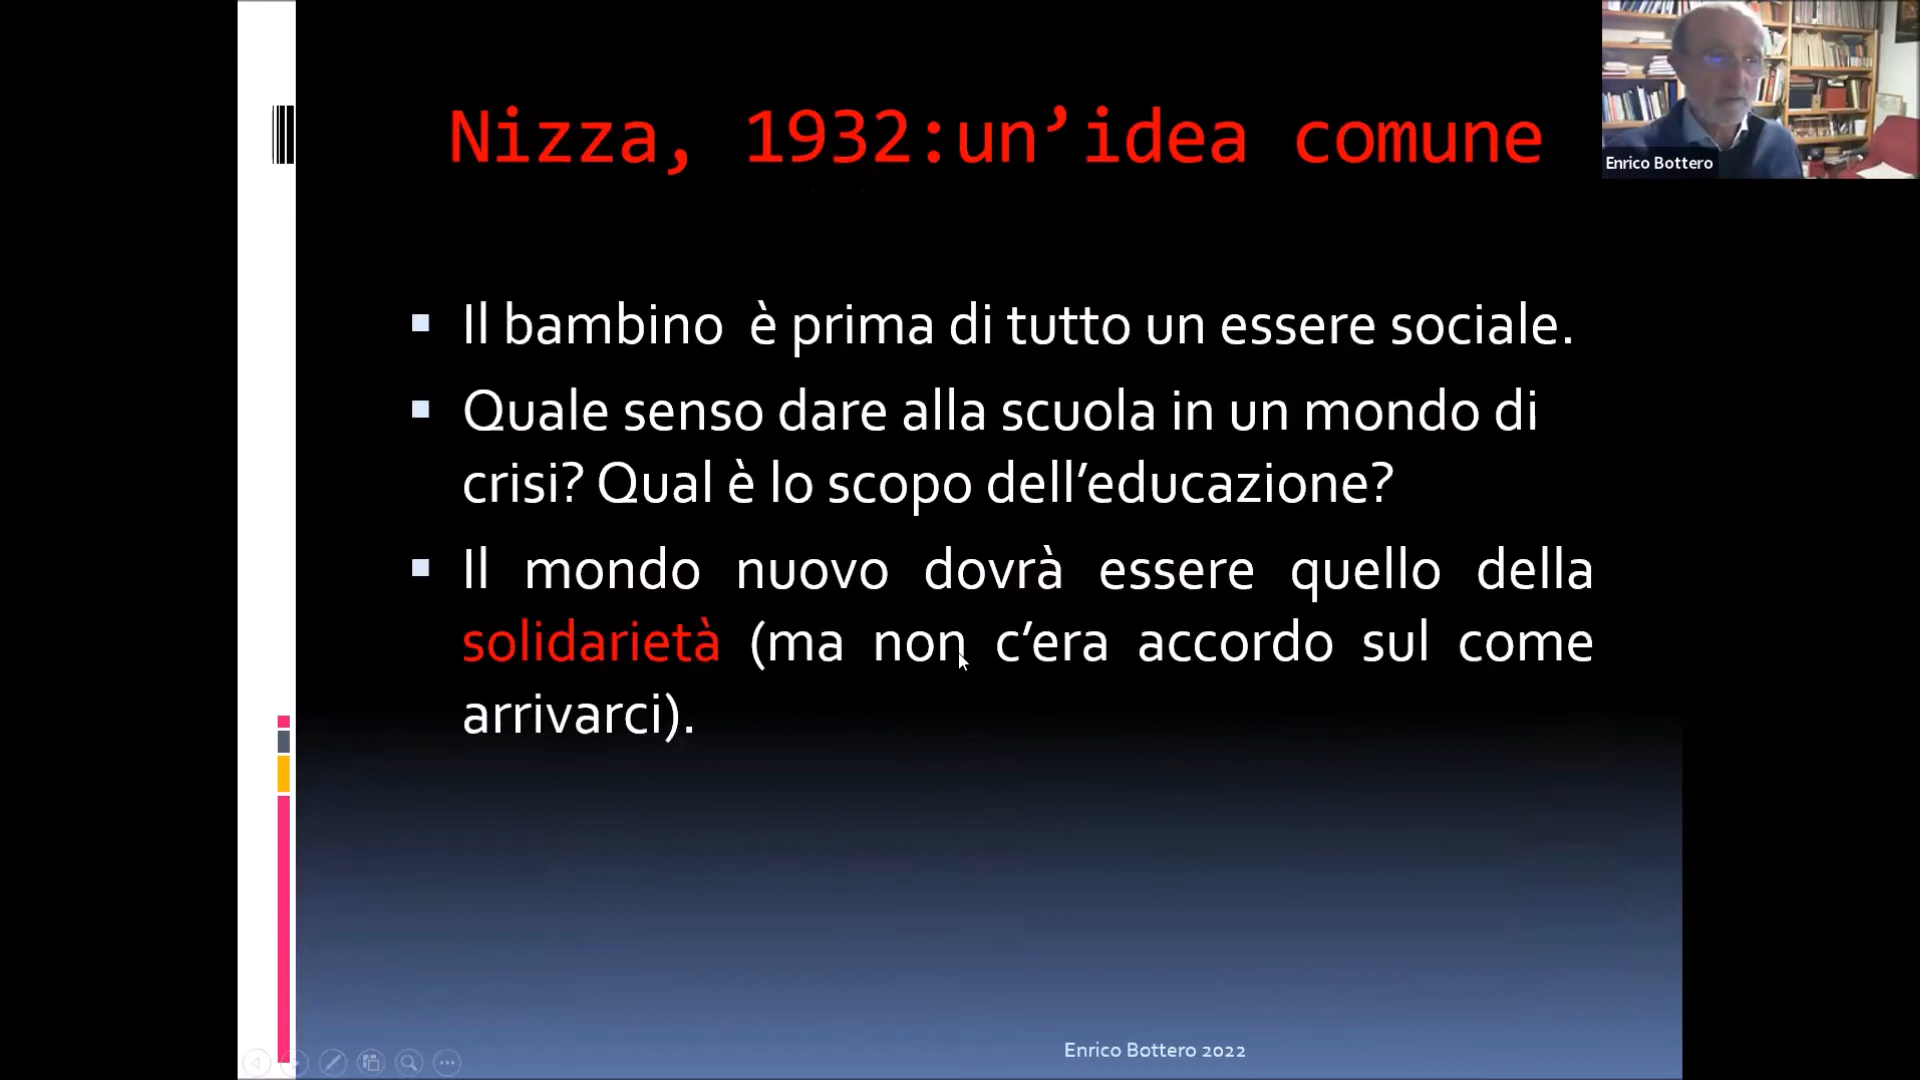 Nizza, 1932:un’idea comune
Enrico Bottero
Il bambino è prima di tutto un essere sociale.
Quale senso dare alla scuola in un mondo di
crisi? Qual è lo scopo dell’educazione?
Il mondo nuovo dovrà essere quello della
solidarietà (ma non c’era accordo sul come
arrivarci).
Enrico Bottero 2022